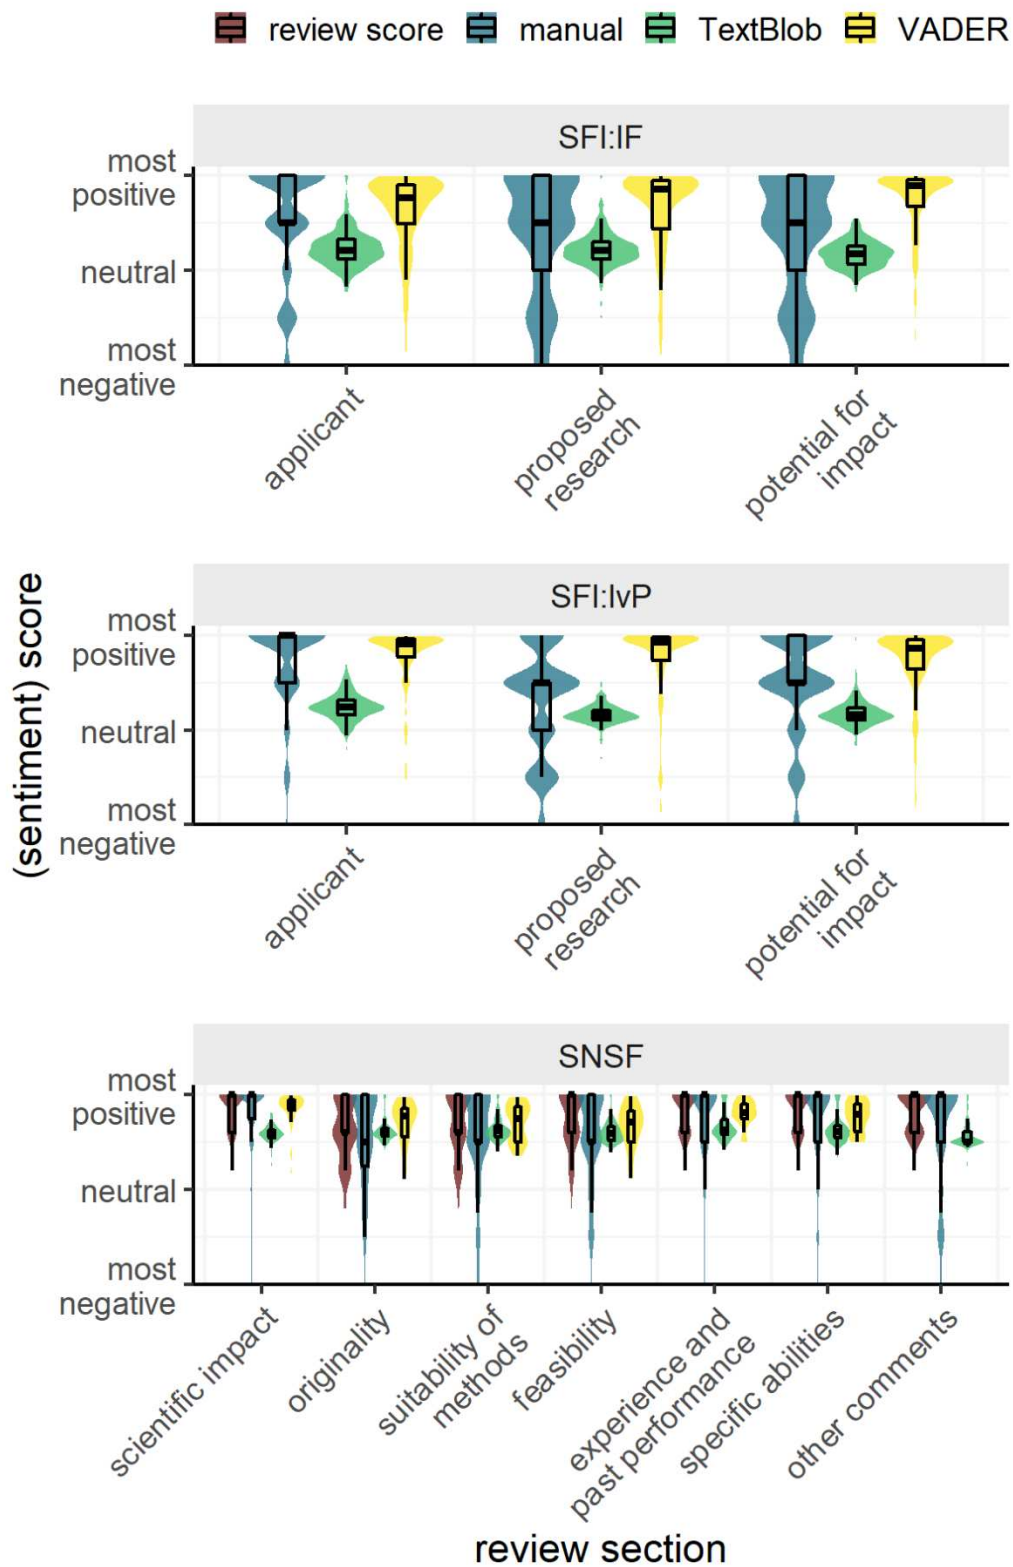 review score manual TextBlob VADER
SFI:IF
most
positive
neutral
most
negative
applicant
proposed
research
potential for
impact
(sentiment) score
SFI:IvP
most
positive
neutral
most
negative
applicant
proposed
research
potential for
impact
SNSF
most
positive
neutral
most
negative
scientific impact
originality
suitability of
methods
feasibility
experience and
past performance
specific abilities
other comments
review section